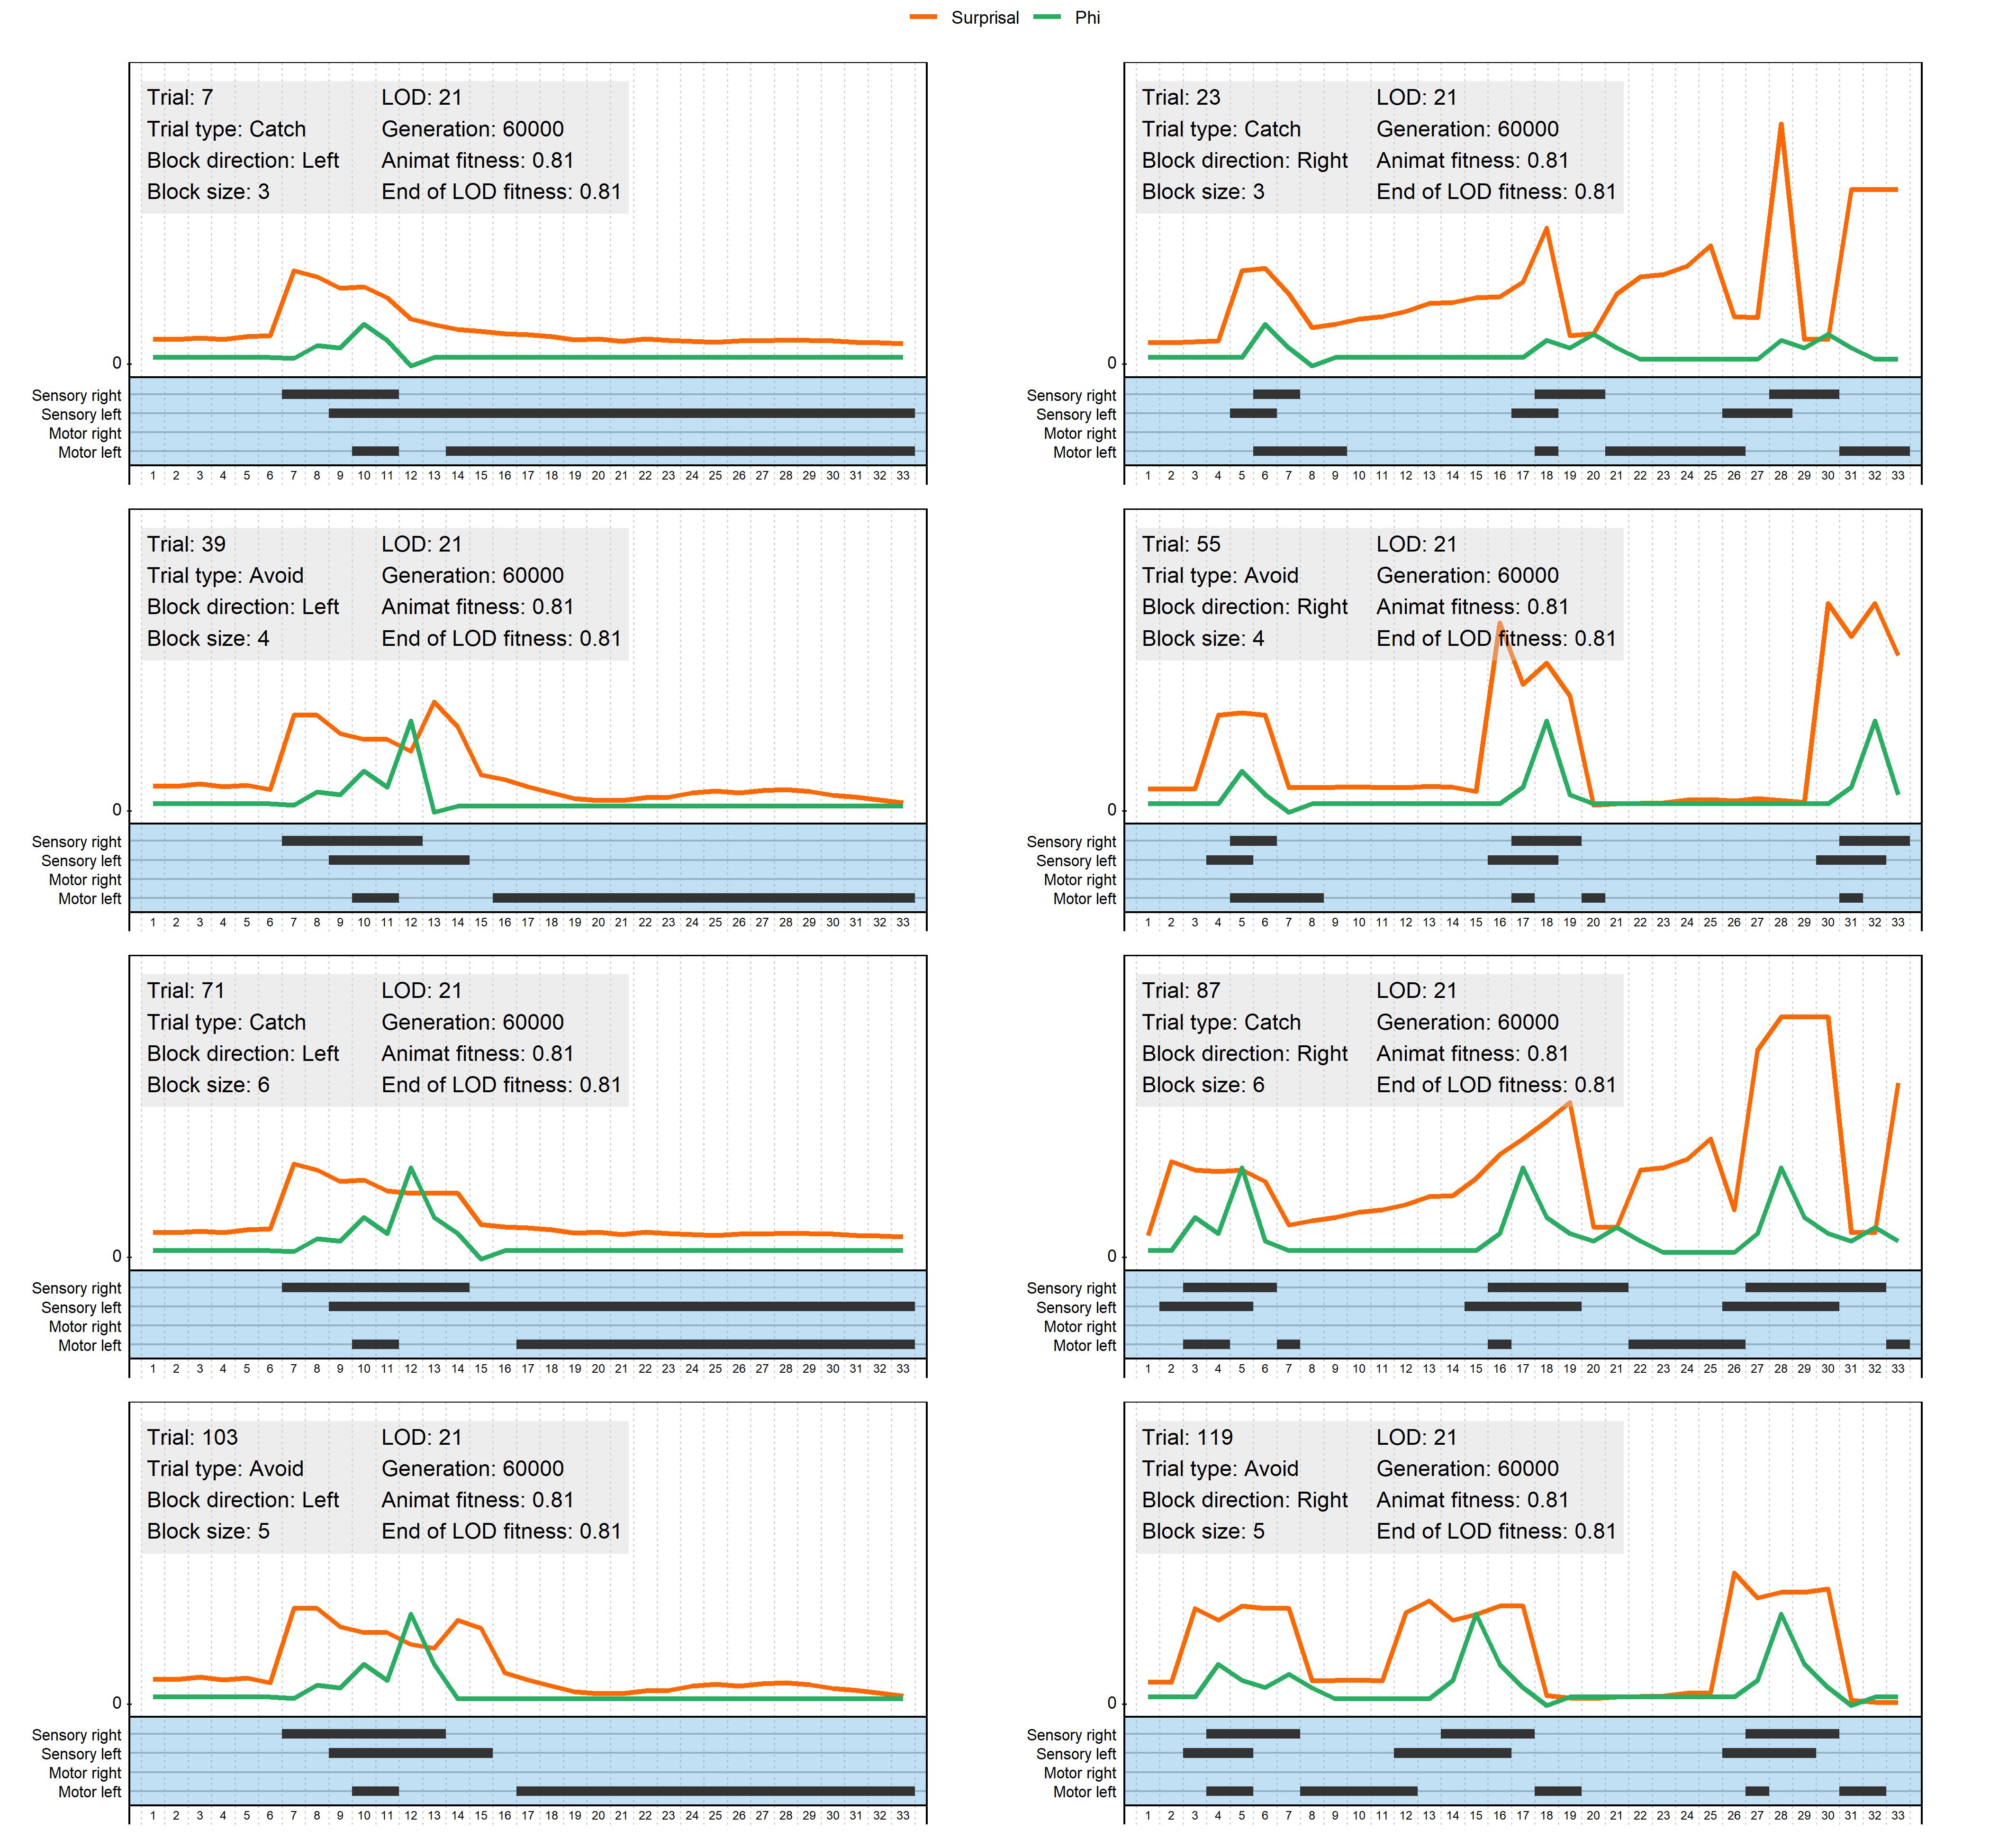 Surprisal Phi
Trial: 7 LOD: 21
Trial type: Catch Generation: 60000
Block direction: Left Animat fitness: 0.81
Block size: 3 End of LOD fitness: 0.81
0
Sensory right
Sensory left
Motor right
Motor left
1 2 3 4 5 6 7 8 9 10 11 12 13 14 15 16 17 18 19 20 21 22 23 24 25 26 27 28 29 30 31 32 33
Trial: 23 LOD: 21
Trial type: Catch Generation: 60000
Block direction: Right Animat fitness: 0.81
Block size: 3 End of LOD fitness: 0.81
0
Sensory right
Sensory left
Motor right
Motor left
1 2 3 4 5 6 7 8 9 10 11 12 13 14 15 16 17 18 19 20 21 22 23 24 25 26 27 28 29 30 31 32 33
Trial: 39 LOD: 21
Trial type: Avoid Generation: 60000
Block direction: Left Animat fitness: 0.81
Block size: 4 End of LOD fitness: 0.81
0
Sensory right
Sensory left
Motor right
Motor left
1 2 3 4 5 6 7 8 9 10 11 12 13 14 15 16 17 18 19 20 21 22 23 24 25 26 27 28 29 30 31 32 33
Trial: 55 LOD: 21
Trial type: Avoid Generation: 60000
Block direction: Right Animat fitness: 0.81
Block size: 4 End of LOD fitness: 0.81
0
Sensory right
Sensory left
Motor right
Motor left
1 2 3 4 5 6 7 8 9 10 11 12 13 14 15 16 17 18 19 20 21 22 23 24 25 26 27 28 29 30 31 32 33
Trial: 71 LOD: 21
Trial type: Catch Generation: 60000
Block direction: Left Animat fitness: 0.81
Block size: 6 End of LOD fitness: 0.81
0
Sensory right
Sensory left
Motor right
Motor left
1 2 3 4 5 6 7 8 9 10 11 12 13 14 15 16 17 18 19 20 21 22 23 24 25 26 27 28 29 30 31 32 33
Trial: 87 LOD: 21
Trial type: Catch Generation: 60000
Block direction: Right Animat fitness: 0.81
Block size: 6 End of LOD fitness: 0.81
0
Sensory right
Sensory left
Motor right
Motor left
1 2 3 4 5 6 7 8 9 10 11 12 13 14 15 16 17 18 19 20 21 22 23 24 25 26 27 28 29 30 31 32 33
Trial: 103 LOD: 21
Trial type: Avoid Generation: 60000
Block direction: Left Animat fitness: 0.81
Block size: 5 End of LOD fitness: 0.81
0
Sensory right
Sensory left
Motor right
Motor left
1 2 3 4 5 6 7 8 9 10 11 12 13 14 15 16 17 18 19 20 21 22 23 24 25 26 27 28 29 30 31 32 33
Trial: 119 LOD: 21
Trial type: Avoid Generation: 60000
Block direction: Right Animat fitness: 0.81
Block size: 5 End of LOD fitness: 0.81
0
Sensory right
Sensory left
Motor right
Motor left
1 2 3 4 5 6 7 8 9 10 11 12 13 14 15 16 17 18 19 20 21 22 23 24 25 26 27 28 29 30 31 32 33